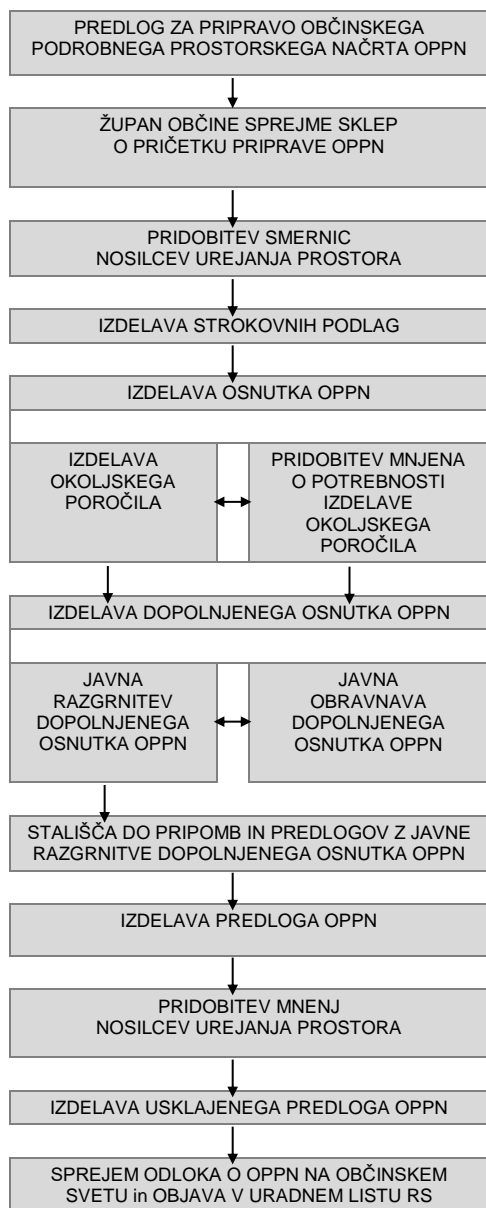 PREDLOG ZA PRIPRAVO OBČINSKEGA
PODROBNEGA PROSTORSKEGA NAČRTA OPPN
ŽUPAN OBČINE SPREJME SKLEP
O PRIČETKU PRIPRAVE OPPN
PRIDOBITEV SMERNIC
NOSILCEV UREJANJA PROSTORA
IZDELAVA STROKOVNIH PODLAG
IZDELAVA OSNUTKA OPPN
IZDELAVA
OKOLJSKEGA
POROČILA
PRIDOBITEV MNJENA
O POTREBNOSTI
IZDELAVE
OKOLJSKEGA
POROČILA
IZDELAVA DOPOLNJENEGA OSNUTKA OPPN
JAVNA
RAZGRNITEV
DOPOLNJENEGA
OSNUTKA OPPN
JAVNA
OBRAVNAVA
DOPOLNJENEGA
OSNUTKA OPPN
STALIŠČA DO PRIPOMB IN PREDLOGOV Z JAVNE
RAZGRNITVE DOPOLNJENEGA OSNUTKA OPPN
IZDELAVA PREDLOGA OPPN
PRIDOBITEV MNENJ
NOSILCEV UREJANJA PROSTORA
IZDELAVA USKLAJENEGA PREDLOGA OPPN
SPREJEM ODLOKA O OPPN NA OBČINSKEM
SVETU in OBJAVA V URADNEM LISTU RS